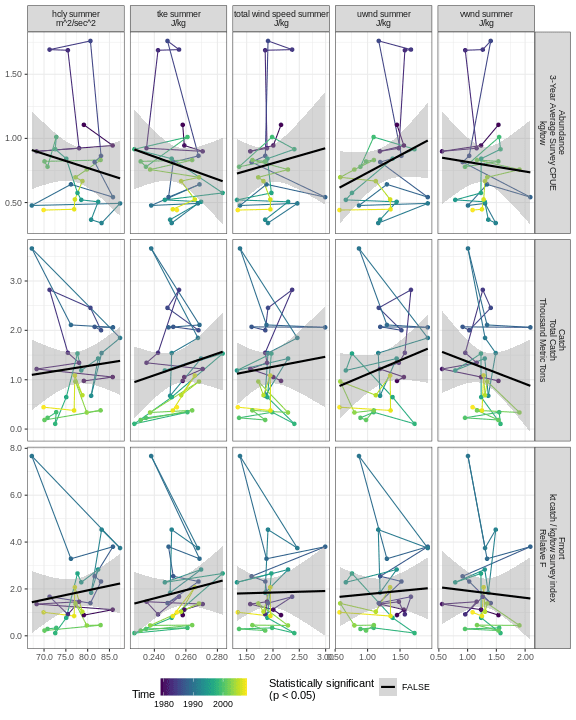 hcly summer
m^2/sec^2
tke summer
J/kg
total wind speed summer
J/kg
uwnd summer
J/kg
vwnd summer
J/kg
1.50
1.00
0.50
Abundance
3-Year Average Survey CPUE
kg/tow
3.0
2.0
1.0
0.0
Catch
Total Catch
Thousand Metric Tons
8.0
6.0
4.0
2.0
0.0
Fmort
kt catch / kg/tow survey index
Relative F
70.0 75.0 80.0 85.0
0.240 0.260 0.280
1.50 2.00 2.50 3.00
0.50 1.00 1.50
0.50 1.00 1.50 2.00
Time
1980 1990 2000
Statistically significant
(p < 0.05)
FALSE